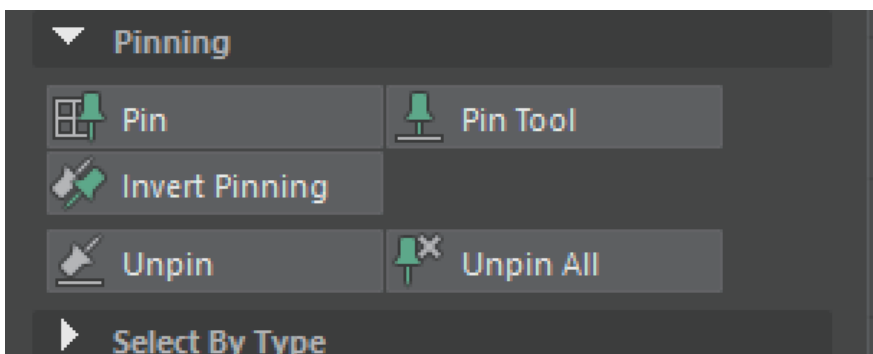 Pinning
Pin
Pin Tool
Invert Pinning
Unpin
Unpin All
Select By Type